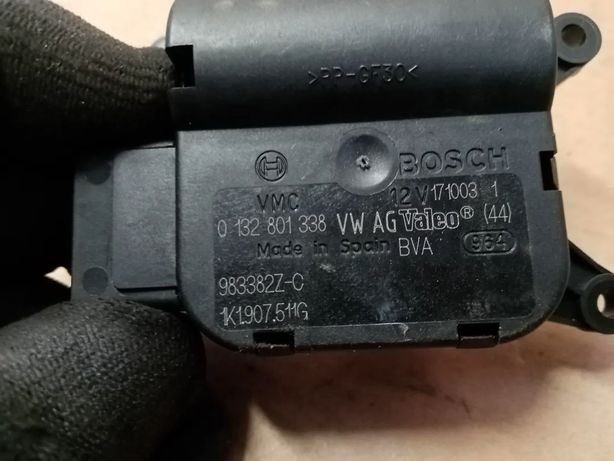 >PP-GF30<
BOSCH
VMC 12V 171003 1
0 132 801 338 VW AG Valeo® (44)
Made in Spain BVA 964
983382Z-C
1K1.907.511G